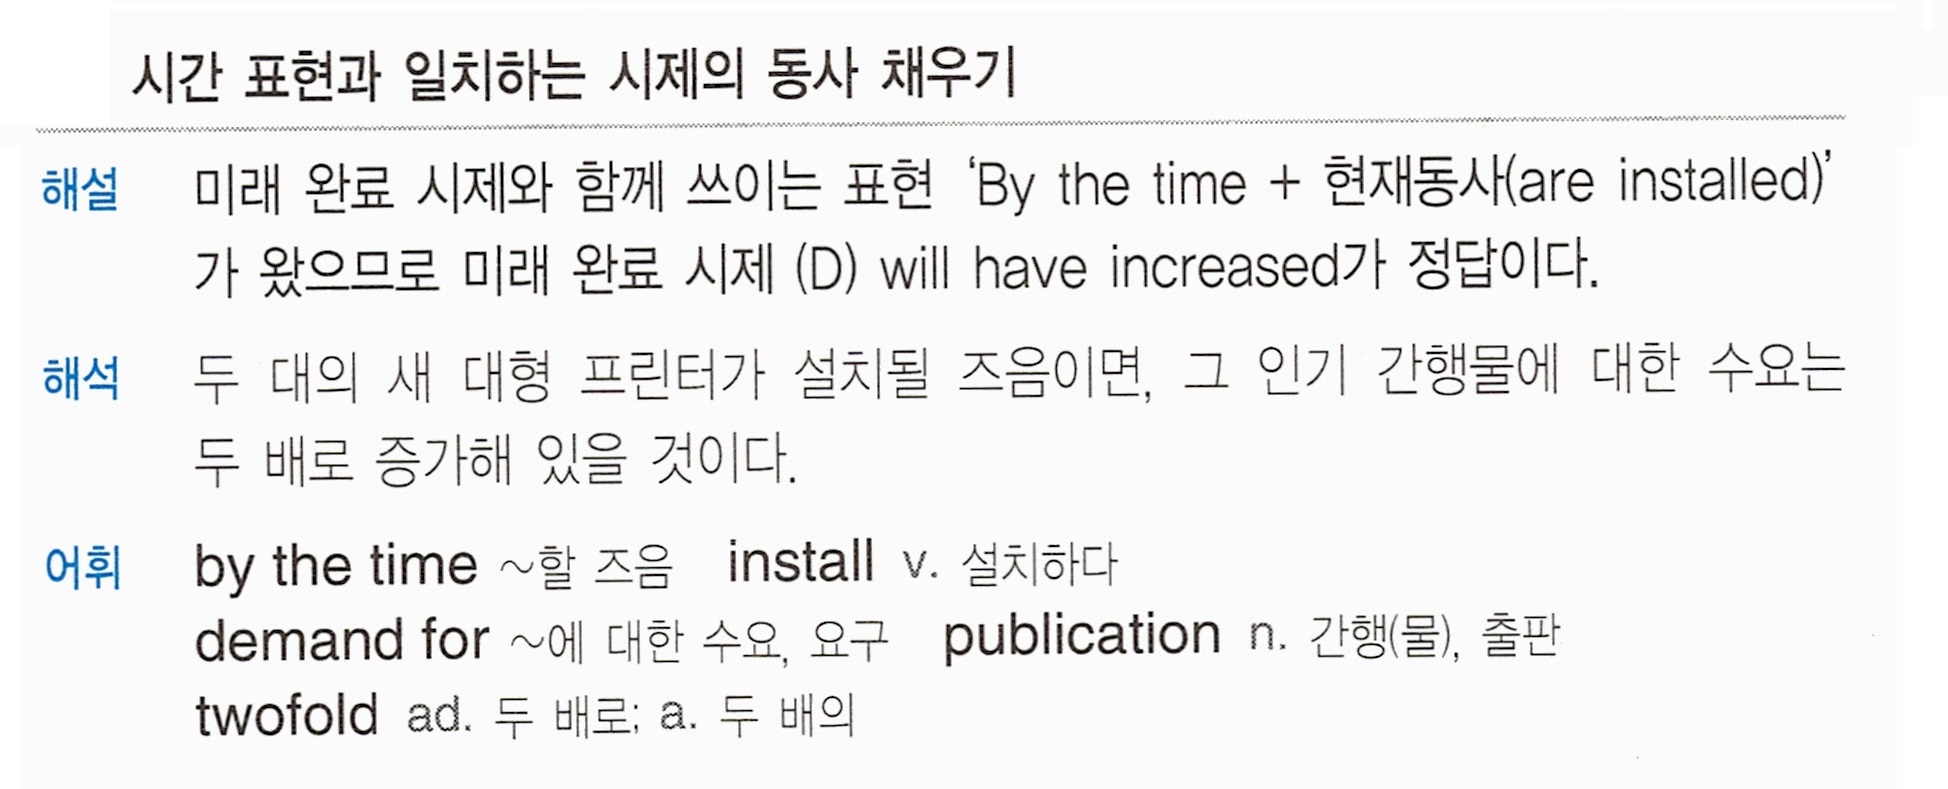 시간 표현과 일치하는 시제의 동사 채우기
해설 미래 완료 시제와 함께 쓰이는 표현 ‘By the time + 현재동사(are installed)’
가 왔으므로 미래 완료 시제 (D) will have increased가 정답이다.
해석 두 대의 새 대형 프린터가 설치될 즈음이면, 그 인기 간행물에 대한 수요는
두 배로 증가해 있을 것이다.
어휘 by the time ~할 즈음 install v. 설치하다
demand for ~에 대한 수요, 요구 publication n. 간행(물), 출판
twofold ad. 두 배로; a. 두 배의